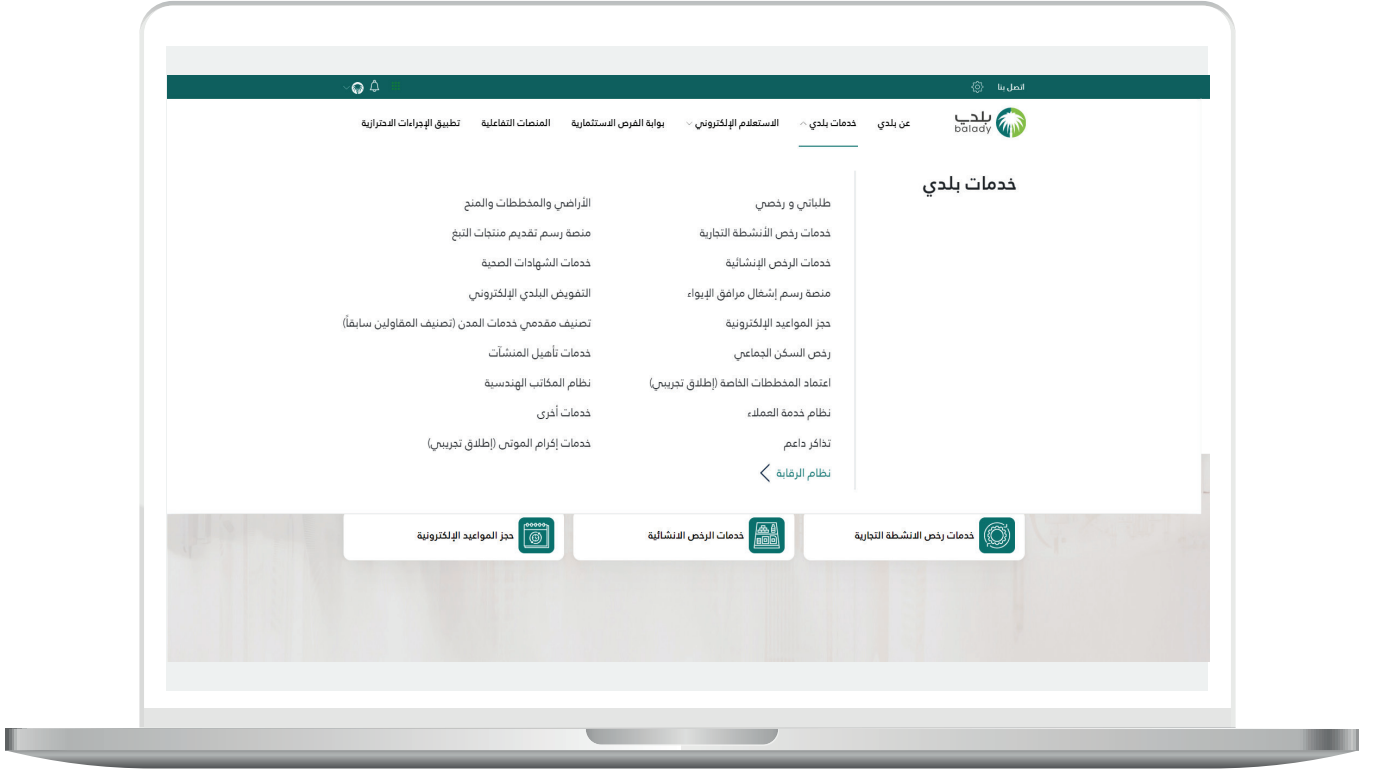 اتصل بنا
بلدي
balady
عن بلدي
خدمات بلدي
الاستعلام الإلكتروني
بوابة الفرص الاستثمارية
المنصات التفاعلية
تطبيق الإجراءات الاحترازية
خدمات بلدي
طلباتي و رخصي
خدمات رخص الأنشطة التجارية
خدمات الرخص الإنشائية
منصة رسم إشغال مرافق الإيواء
حجز المواعيد الإلكترونية
رخص السكن الجماعي
اعتماد المخططات الخاصة (إطلاق تجريبي)
نظام خدمة العملاء
تذاكر داعم
نظام الرقابة
الأراضي والمخططات والمنح
منصة رسم تقديم منتجات التبغ
خدمات الشهادات الصحية
التفويض البلدي الإلكتروني
تصنيف مقدمي خدمات المدن (تصنيف المقاولين سابقاً)
خدمات تأهيل المنشآت
نظام المكاتب الهندسية
خدمات أخرى
خدمات إكرام الموتى (إطلاق تجريبي)
خدمات رخص الانشطة التجارية
خدمات الرخص الانشائية
حجز المواعيد الإلكترونية